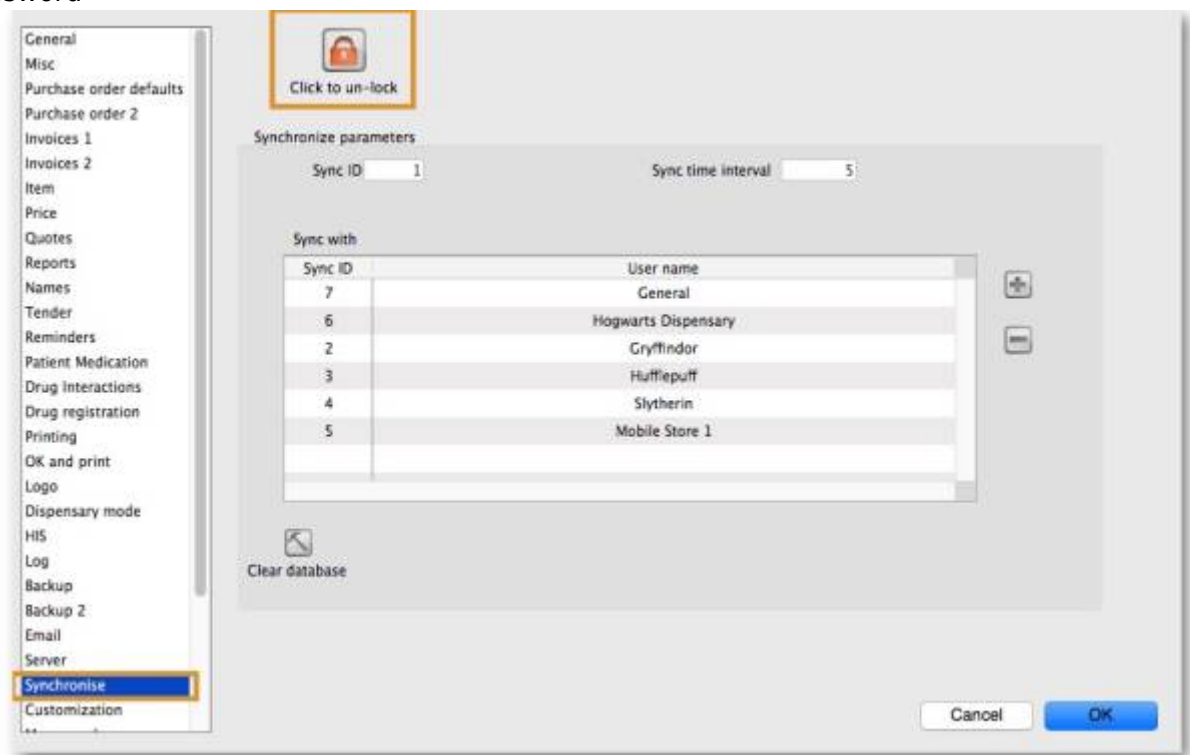 General
Misc
Purchase order defaults
Purchase order 2
Invoices 1
Invoices 2
Item
Price
Quotes
Reports
Names
Tender
Reminders
Patient Medication
Drug Interactions
Drug registration
Printing
OK and print
Logo
Dispensary mode
HIS
Log
Backup
Backup 2
Email
Server
Synchronise
Customization
Click to un-lock
Synchronize parameters
Sync ID 1 Sync time interval 5
Sync with
Sync ID User name
7 General
6 Hogwarts Dispensary
2 Gryffindor
3 Hufflepuff
4 Slytherin
5 Mobile Store 1
Clear database
Cancel OK